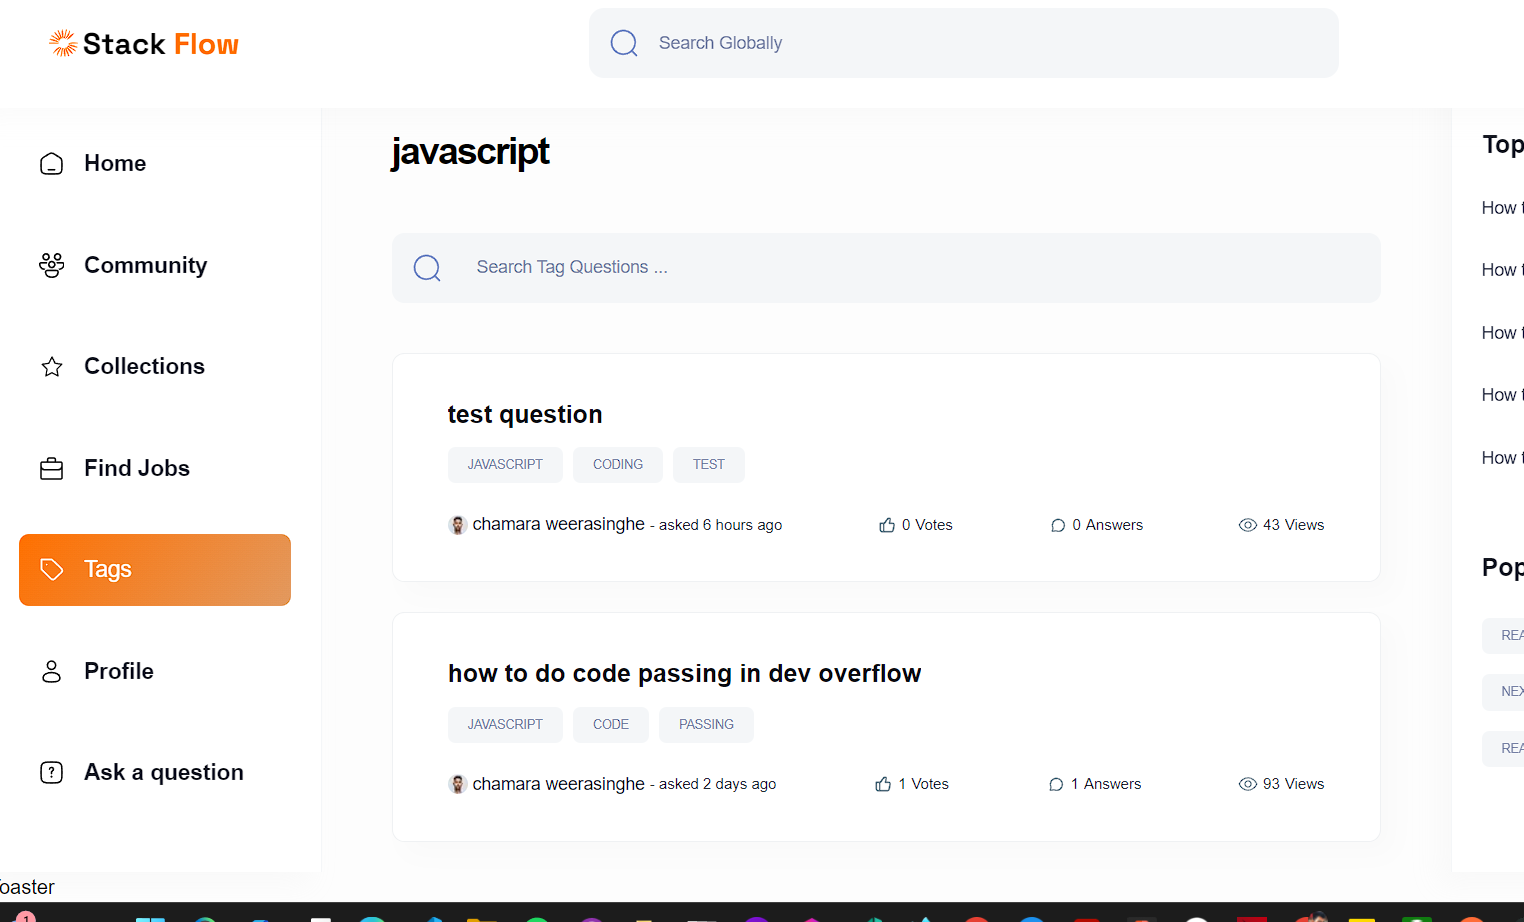 Stack Flow
Search Globally
Home
Community
Collections
Find Jobs
Tags
Profile
Ask a question
javascript
Search Tag Questions ...
test question
JAVASCRIPT CODING TEST
chamara weerasinghe - asked 6 hours ago 0 Votes 0 Answers 43 Views
how to do code passing in dev overflow
JAVASCRIPT CODE PASSING
chamara weerasinghe - asked 2 days ago 1 Votes 1 Answers 93 Views
Top
How t
How t
How t
How t
How t
Pop
REA
NEX
REA
oaster
1